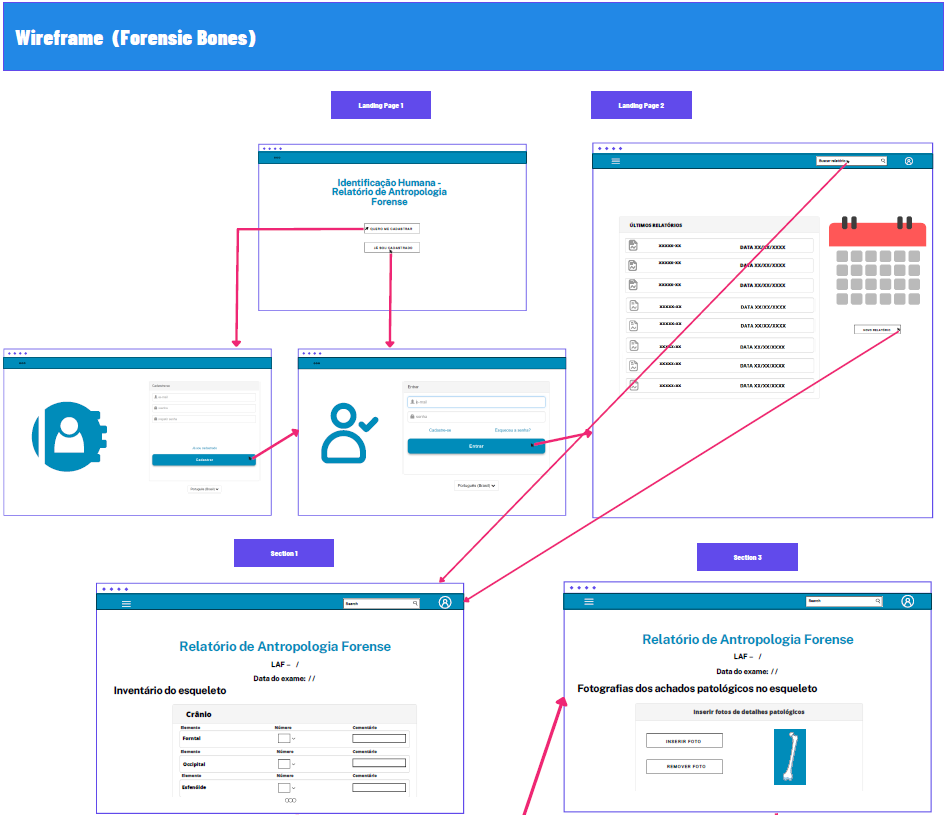 Wireframe (Forensic Bones)
Landing Page 1
Landing Page 2
Identificação Humana -
Relatório de Antropologia
Forense
QUERO ME CADASTRAR
JÁ SOU CADASTRADO
Buscar relatório
ÚLTIMOS RELATÓRIOS
XXXXX-XX DATA XX/XX/XXXX
XXXXX-XX DATA XX/XX/XXXX
XXXXX-XX DATA XX/XX/XXXX
XXXXX-XX DATA XX/XX/XXXX
XXXXX-XX DATA XX/XX/XXXX
XXXXX-XX DATA XX/XX/XXXX
XXXXX-XX DATA XX/XX/XXXX
XXXXX-XX DATA XX/XX/XXXX
NOVO RELATÓRIO
Cadastre-se
Cadastrar
Português (Brasil)
Entrar
E-mail
senha
Cadastre-se Esqueceu a senha?
Entrar
Português (Brasil)
Section 1
Search
Relatório de Antropologia Forense
LAF - /
Data do exame: / /
Inventário do esqueleto
Crânio
Elemento Número Comentário
Forntal
Elemento Número Comentário
Occipital
Elemento Número Comentário
Esfenóide
Section 3
Search
Relatório de Antropologia Forense
LAF - /
Data do exame: / /
Fotografias dos achados patológicos no esqueleto
Inserir fotos de detalhes patológicos
INSERIR FOTO
REMOVER FOTO